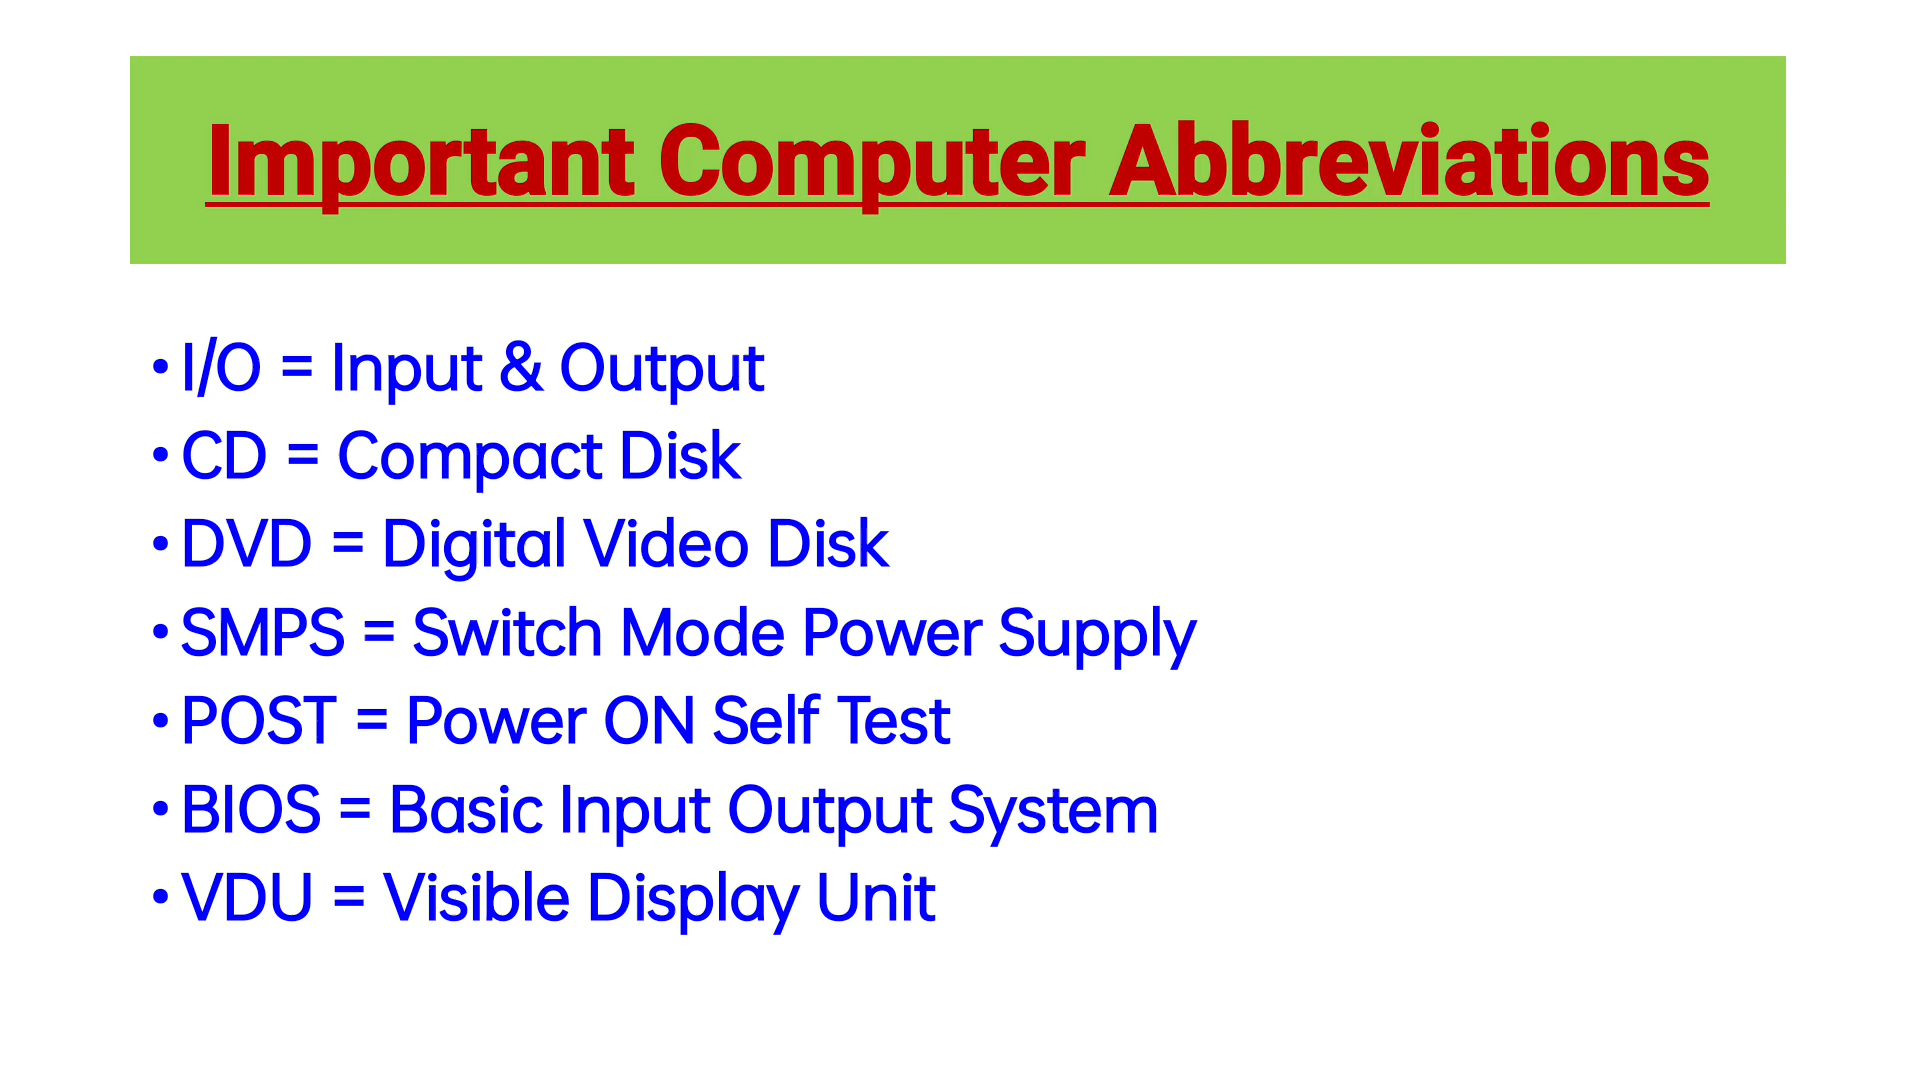 Important Computer Abbreviations
• I/O = Input & Output
• CD = Compact Disk
• DVD = Digital Video Disk
• SMPS = Switch Mode Power Supply
• POST = Power ON Self Test
• BIOS = Basic Input Output System
• VDU = Visible Display Unit